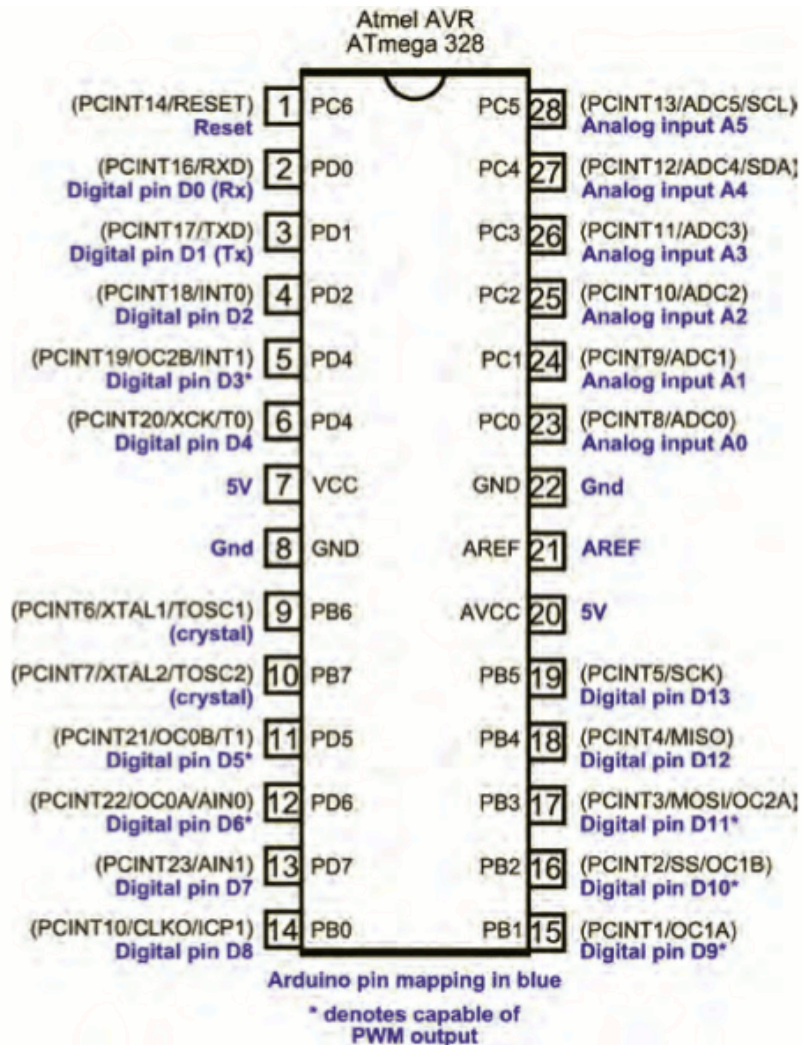 Atmel AVR
ATmega 328
(PCINT14/RESET) 1 PC6 PC5 28 (PCINT13/ADC5/SCL)
Reset Analog input A5
(PCINT16/RXD) 2 PD0 PC4 27 (PCINT12/ADC4/SDA)
Digital pin D0 (Rx) Analog input A4
(PCINT17/TXD) 3 PD1 PC3 26 (PCINT11/ADC3)
Digital pin D1 (Tx) Analog input A3
(PCINT18/INT0) 4 PD2 PC2 25 (PCINT10/ADC2)
Digital pin D2 Analog input A2
(PCINT19/OC2B/INT1) 5 PD4 PC1 24 (PCINT9/ADC1)
Digital pin D3* Analog input A1
(PCINT20/XCK/T0) 6 PD4 PC0 23 (PCINT8/ADC0)
Digital pin D4 Analog input A0
5V 7 VCC GND 22 Gnd
Gnd 8 GND AREF 21 AREF
(PCINT6/XTAL1/TOSC1) 9 PB6 AVCC 20 5V
(crystal)
(PCINT7/XTAL2/TOSC2) 10 PB7 PB5 19 (PCINT5/SCK)
(crystal) Digital pin D13
(PCINT21/OC0B/T1) 11 PD5 PB4 18 (PCINT4/MISO)
Digital pin D5* Digital pin D12
(PCINT22/OC0A/AIN0) 12 PD6 PB3 17 (PCINT3/MOSI/OC2A)
Digital pin D6* Digital pin D11*
(PCINT23/AIN1) 13 PD7 PB2 16 (PCINT2/SS/OC1B)
Digital pin D7 Digital pin D10*
(PCINT10/CLKO/ICP1) 14 PB0 PB1 15 (PCINT1/OC1A)
Digital pin D8 Digital pin D9*
Arduino pin mapping in blue
* denotes capable of
PWM output